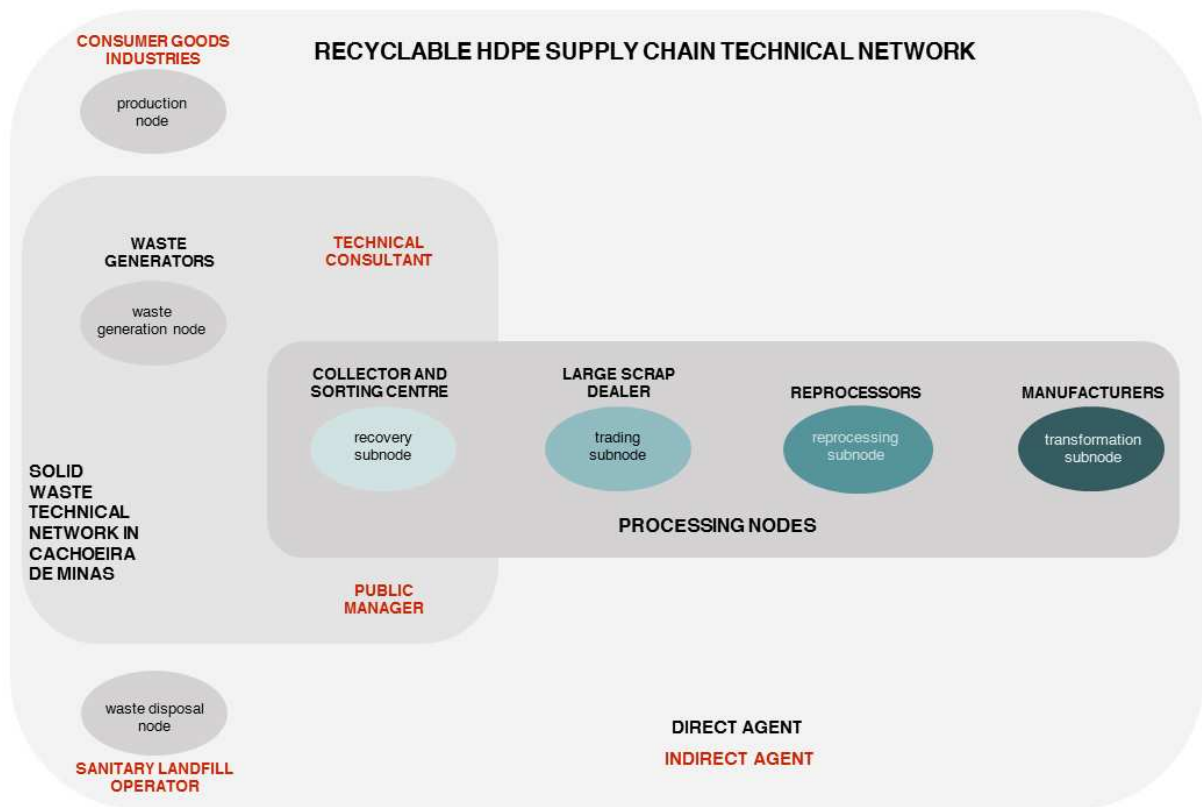 CONSUMER GOODS
INDUSTRIES
RECYCLABLE HDPE SUPPLY CHAIN TECHNICAL NETWORK
production
node
WASTE
GENERATORS
TECHNICAL
CONSULTANT
waste
generation node
COLLECTOR AND
SORTING CENTRE
LARGE SCRAP
DEALER
REPROCESSORS
MANUFACTURERS
recovery
subnode
trading
subnode
reprocessing
subnode
transformation
subnode
SOLID
WASTE
TECHNICAL
NETWORK IN
CACHOEIRA
DE MINAS
PROCESSING NODES
PUBLIC
MANAGER
waste disposal
node
SANITARY LANDFILL
OPERATOR
DIRECT AGENT
INDIRECT AGENT